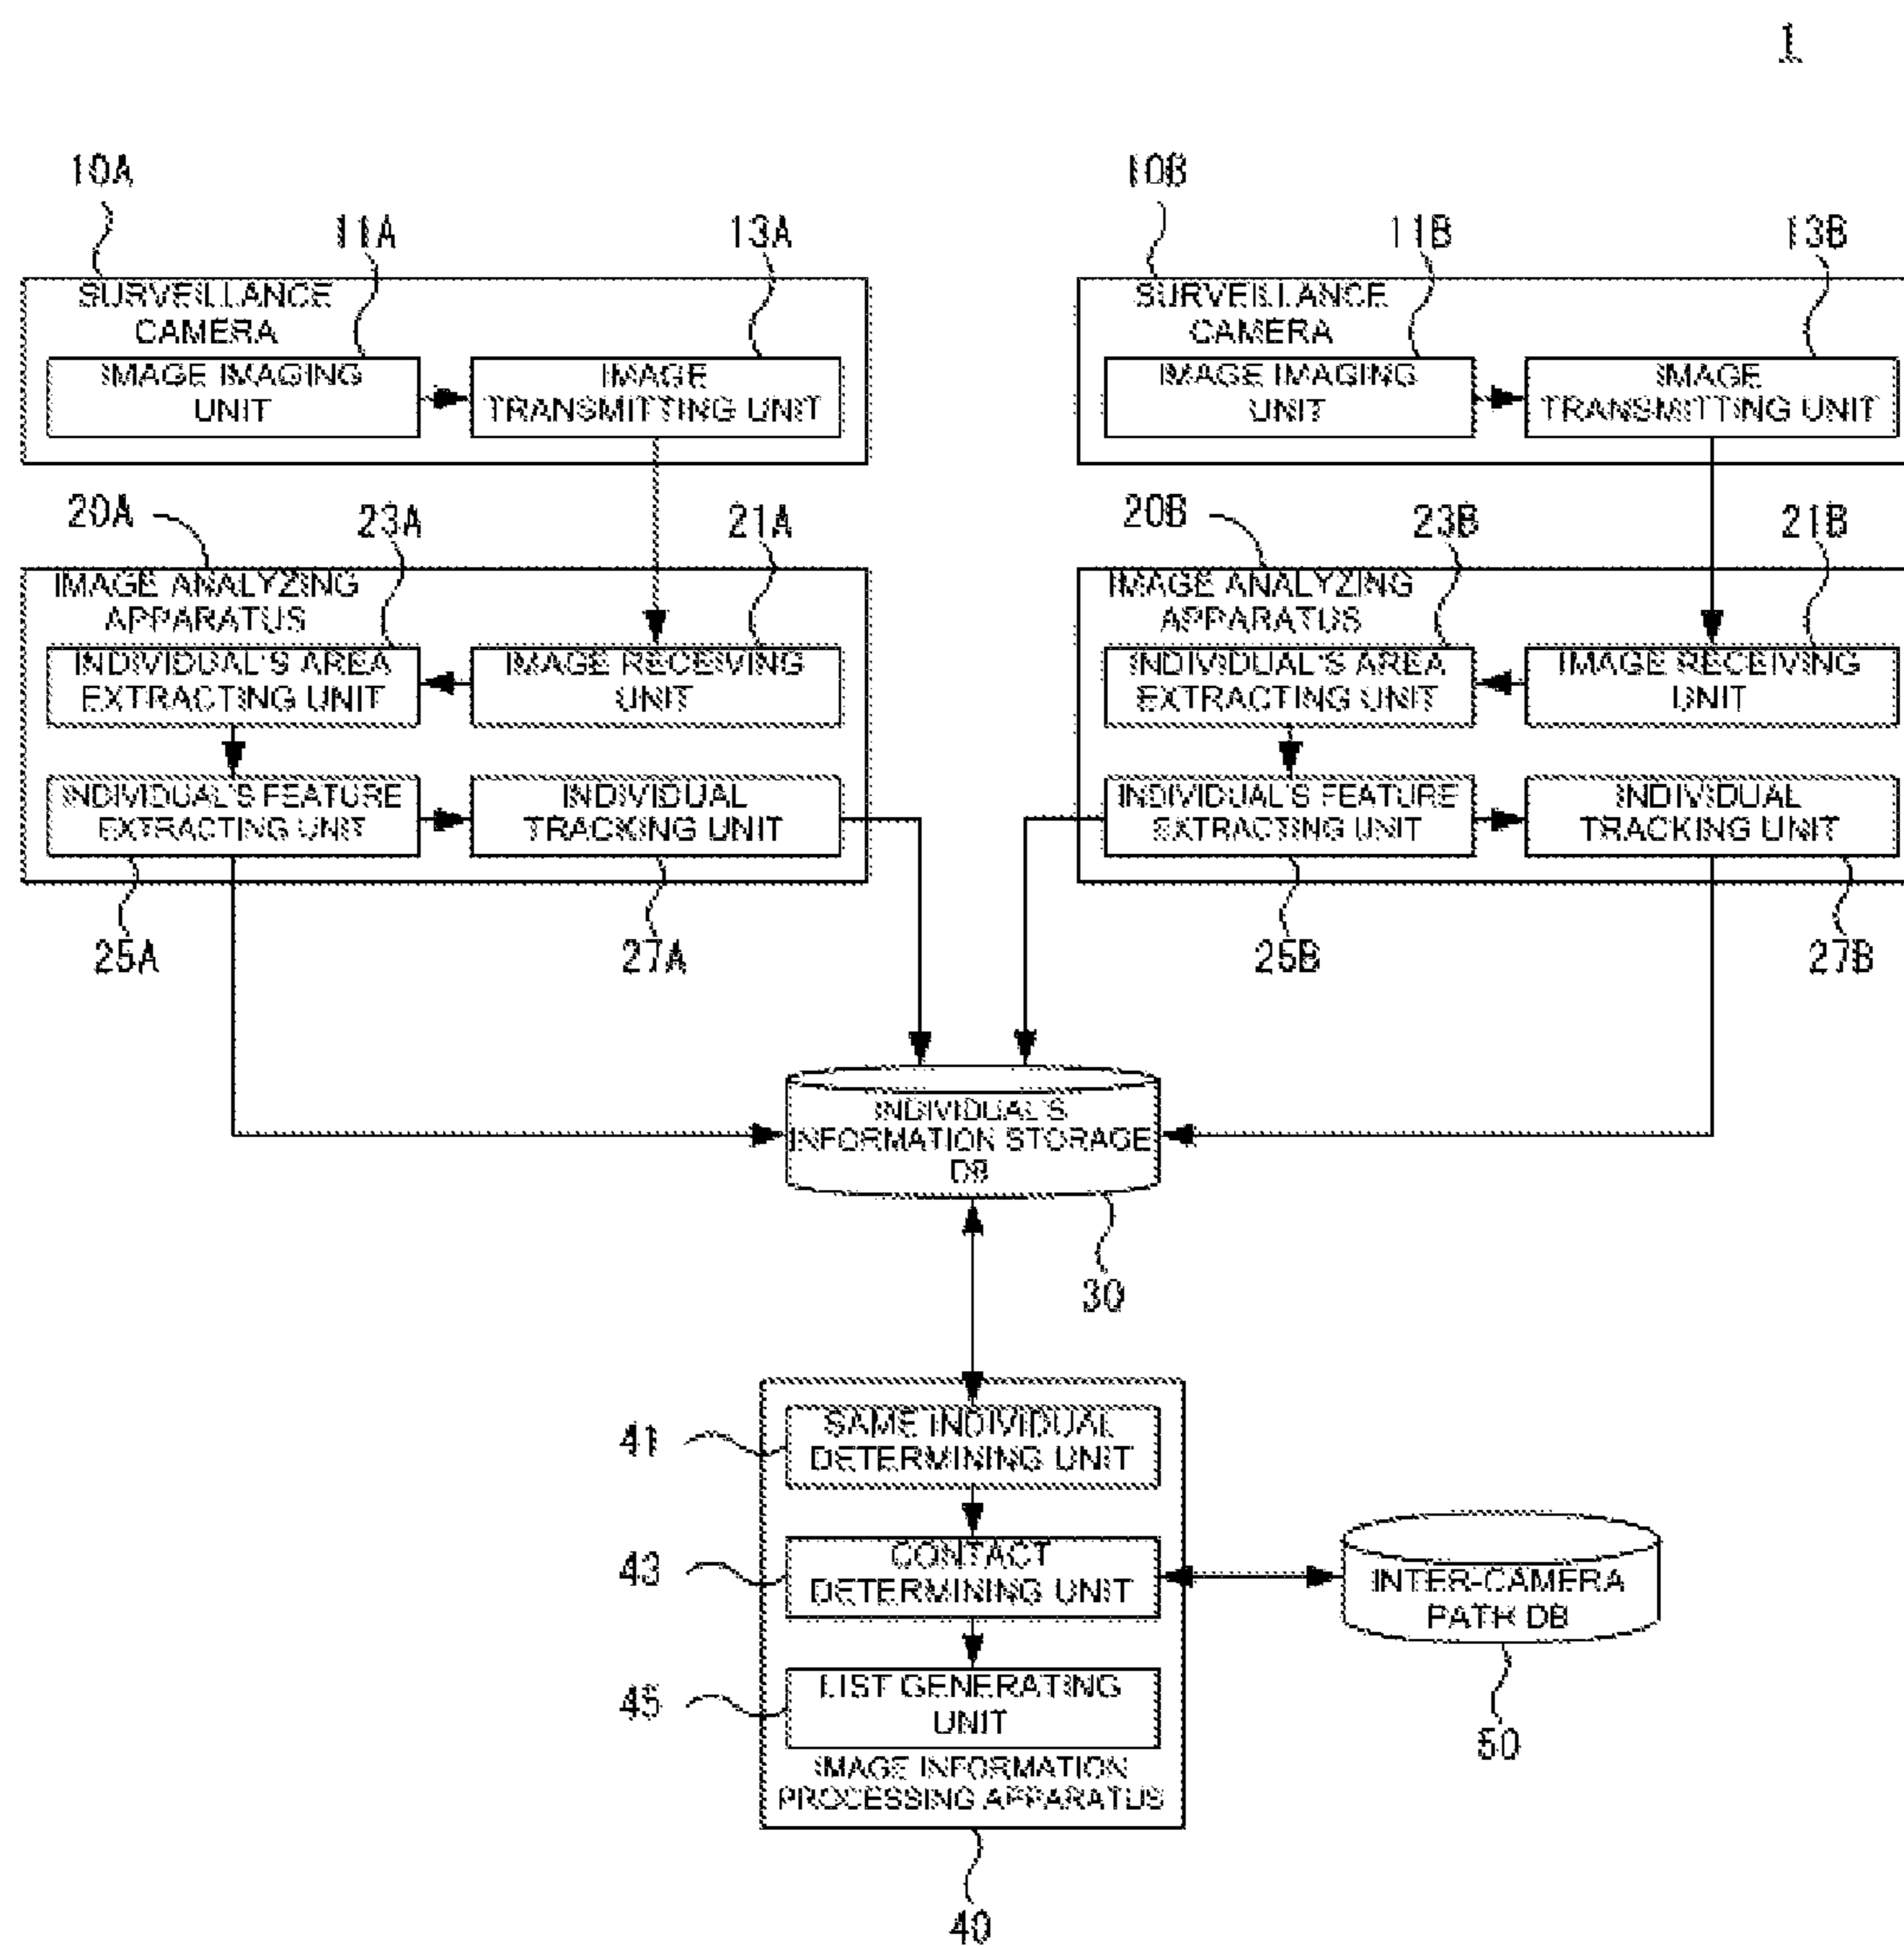 1
10A
11A
13A
SURVEILLANCE
CAMERA
IMAGE IMAGING
UNIT
IMAGE
TRANSMITTING UNIT
10B
11B
13B
SURVEILLANCE
CAMERA
IMAGE IMAGING
UNIT
IMAGE
TRANSMITTING UNIT
20A
23A
21A
IMAGE ANALYZING
APPARATUS
INDIVIDUAL'S AREA
EXTRACTING UNIT
IMAGE RECEIVING
UNIT
INDIVIDUAL'S FEATURE
EXTRACTING UNIT
INDIVIDUAL
TRACKING UNIT
25A
27A
20B
23B
21B
IMAGE ANALYZING
APPARATUS
INDIVIDUAL'S AREA
EXTRACTING UNIT
IMAGE RECEIVING
UNIT
INDIVIDUAL'S FEATURE
EXTRACTING UNIT
INDIVIDUAL
TRACKING UNIT
25B
27B
INDIVIDUAL'S
INFORMATION STORAGE
DB
30
41
SAME INDIVIDUAL
DETERMINING UNIT
43
CONTACT
DETERMINING UNIT
45
LIST GENERATING
UNIT
IMAGE INFORMATION
PROCESSING APPARATUS
40
INTER-CAMERA
PATH DB
50